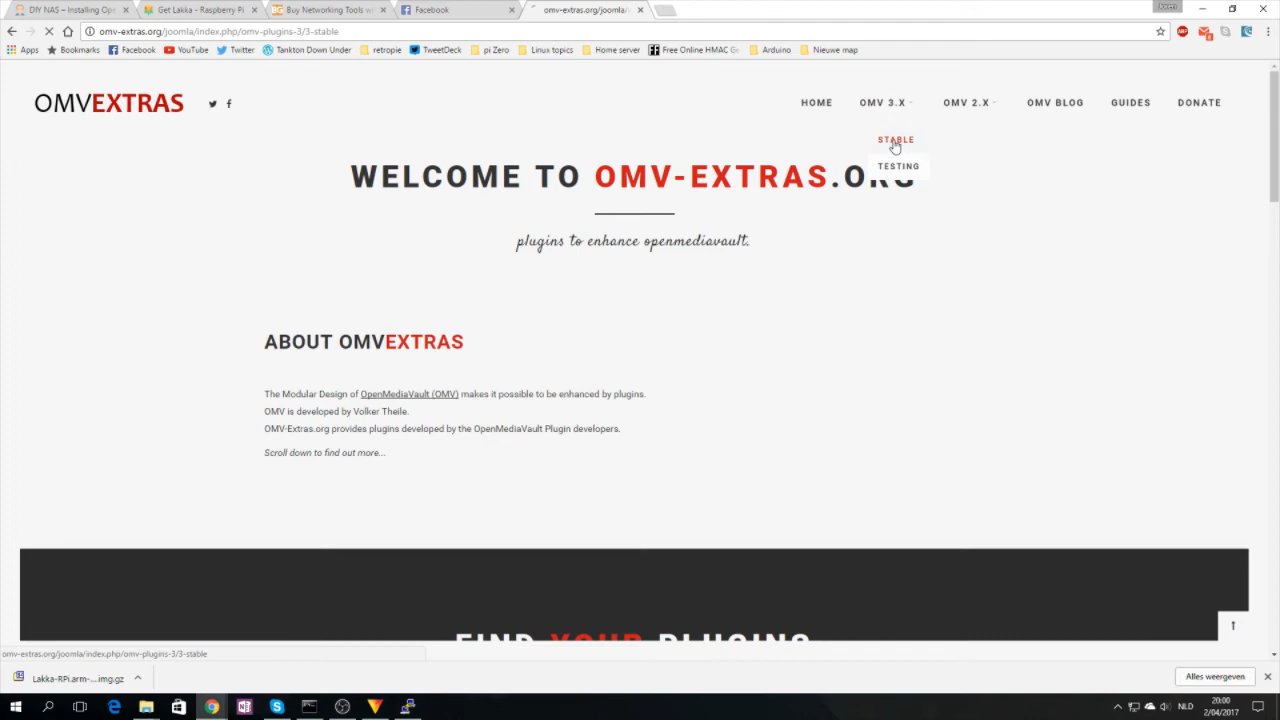 DIY NAS – Installing Ope
Get Lakka - Raspberry Pi
Buy Networking Tools w
Facebook
omv-extras.org/joomla/
Joven
omv-extras.org/joomla/index.php/omv-plugins-3/3-stable
Apps
Bookmarks
Facebook
YouTube
Twitter
Tankton Down Under
retropie
TweetDeck
pi Zero
Linux topics
Home server
Free Online HMAC Ge
Arduino
Nieuwe map
OMVEXTRAS
HOME
OMV 3.X
OMV 2.X
OMV BLOG
GUIDES
DONATE
STABLE
TESTING
WELCOME TO OMV-EXTRAS.ORG
plugins to enhance openmediavault.
ABOUT OMVEXTRAS
The Modular Design of OpenMediaVault (OMV) makes it possible to be enhanced by plugins.
OMV is developed by Volker Theile.
OMV-Extras.org provides plugins developed by the OpenMediaVault Plugin developers.
Scroll down to find out more...
FIND YOUR PLUGINS
omv-extras.org/joomla/index.php/omv-plugins-3/3-stable
Lakka-RPi.arm-....img.gz
Alles weergeven
NLD
20:00
2/04/2017